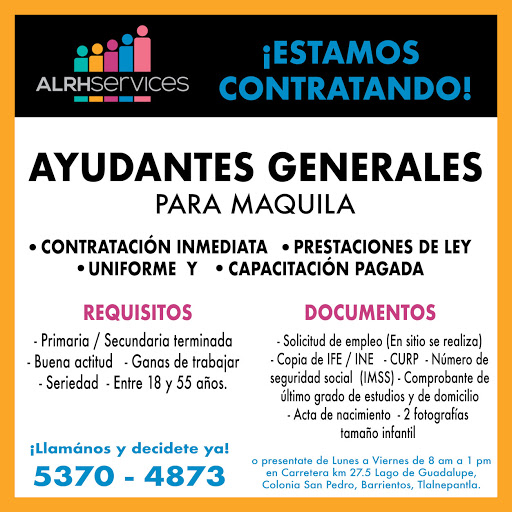 ALRHservices
¡ESTAMOS
CONTRATANDO!
AYUDANTES GENERALES
PARA MAQUILA
• CONTRATACIÓN INMEDIATA • PRESTACIONES DE LEY
• UNIFORME Y • CAPACITACIÓN PAGADA
REQUISITOS
- Primaria / Secundaria terminada
- Buena actitud - Ganas de trabajar
- Seriedad - Entre 18 y 55 años.
DOCUMENTOS
- Solicitud de empleo (En sitio se realiza)
- Copia de IFE / INE - CURP - Número de
seguridad social (IMSS) - Comprobante de
último grado de estudios y de domicilio
- Acta de nacimiento - 2 fotografías
tamaño infantil
¡Llamános y decidete ya!
5370 - 4873
o presentate de Lunes a Viernes de 8 am a 1 pm
en Carretera km 27.5 Lago de Guadalupe,
Colonia San Pedro, Barrientos, Tlalnepantla.